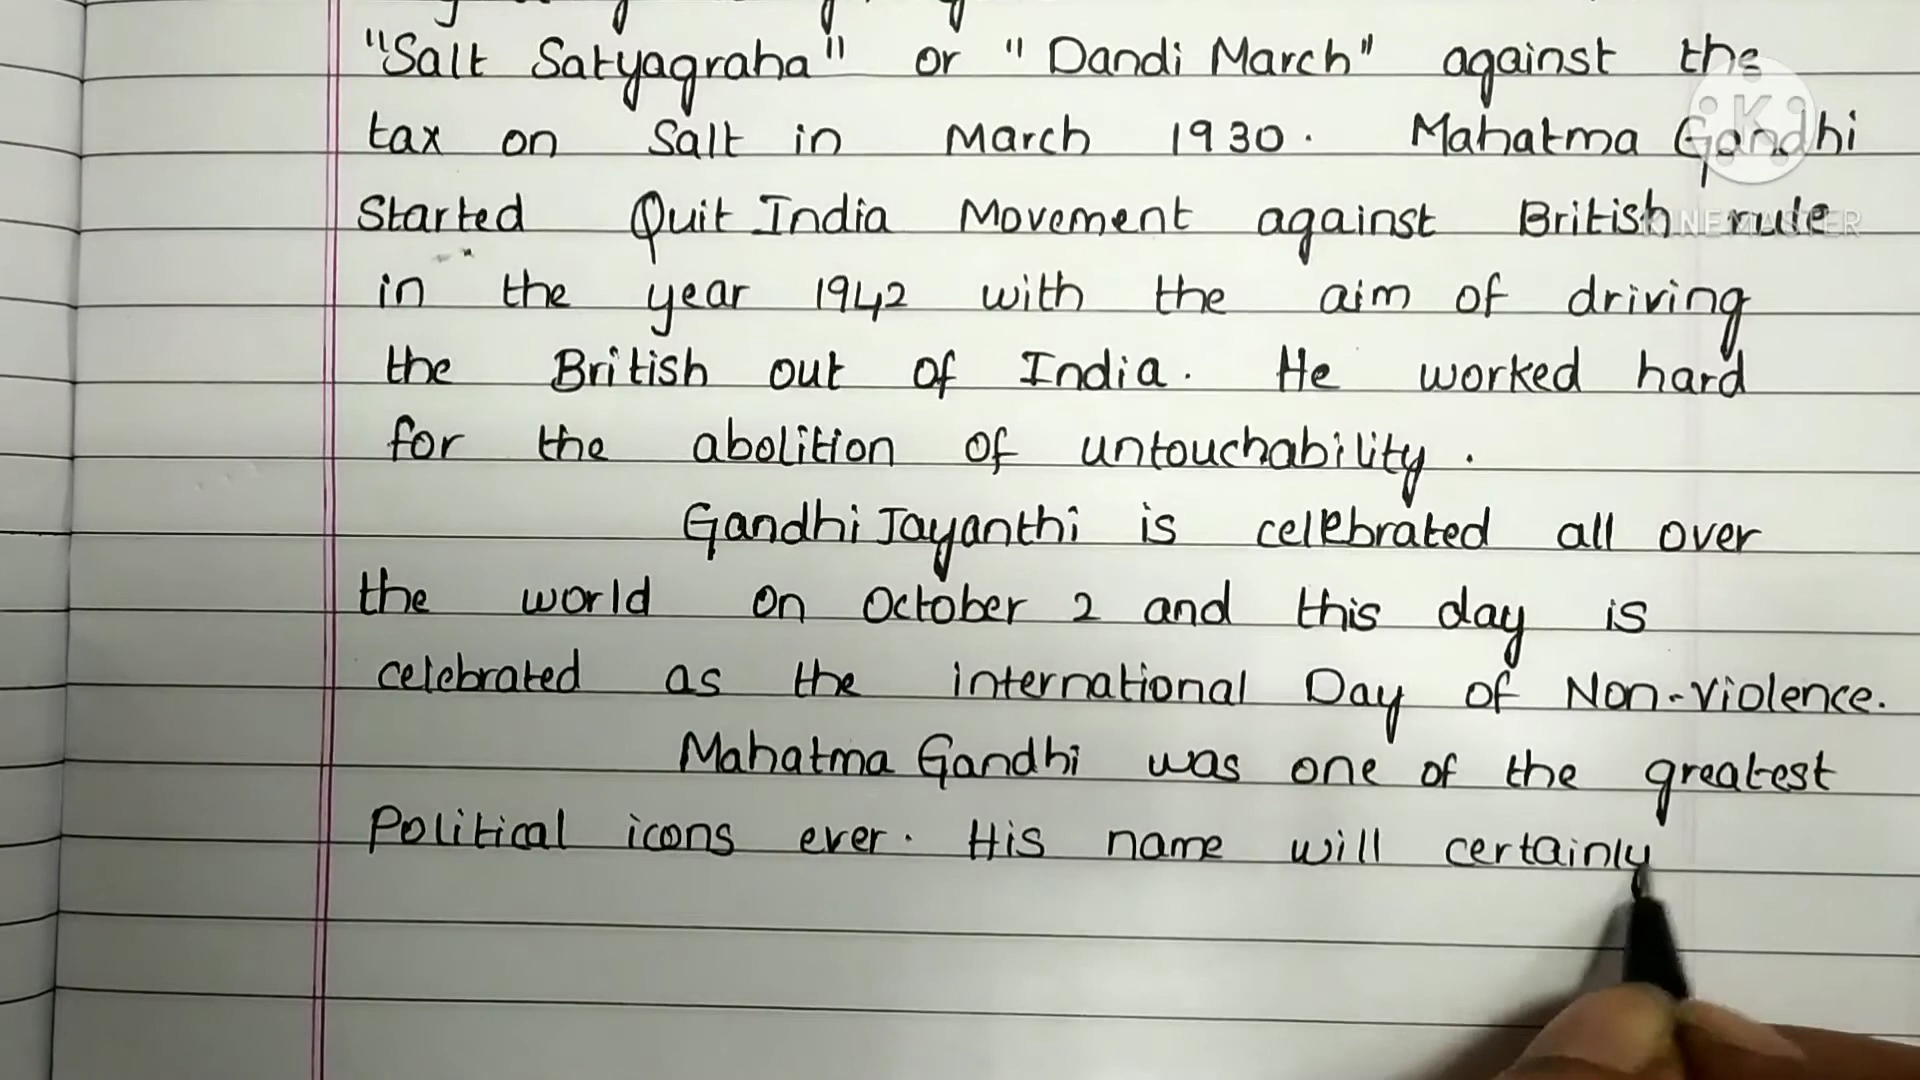 "Salt Satyagraha" or "Dandi March" against the
tax on Salt in March 1930. Mahatma Gandhi
Started Quit India Movement against British rule
in the year 1942 with the aim of driving
the British out of India. He worked hard
for the abolition of untouchability.
Gandhi Jayanthi is celebrated all over
the world on October 2 and this day is
celebrated as the international Day of Non-violence.
Mahatma Gandhi was one of the greatest
Political icons ever. His name will certainly
K
KINEMASTER